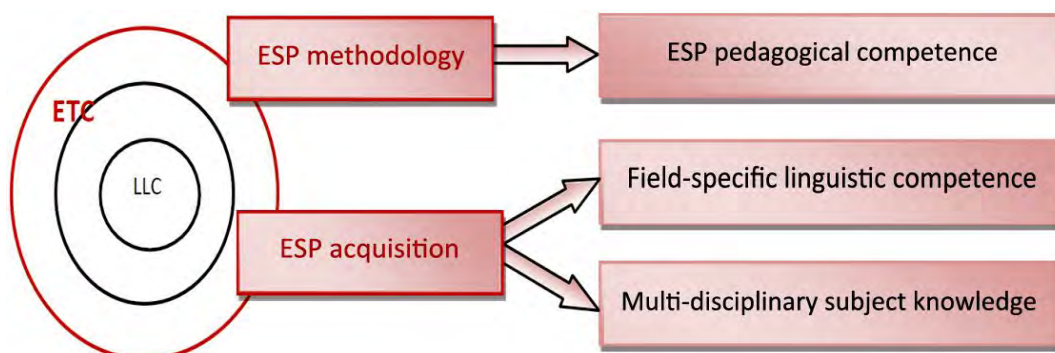 ESP methodology
ESP pedagogical competence
ETC
LLC
Field-specific linguistic competence
ESP acquisition
Multi-disciplinary subject knowledge